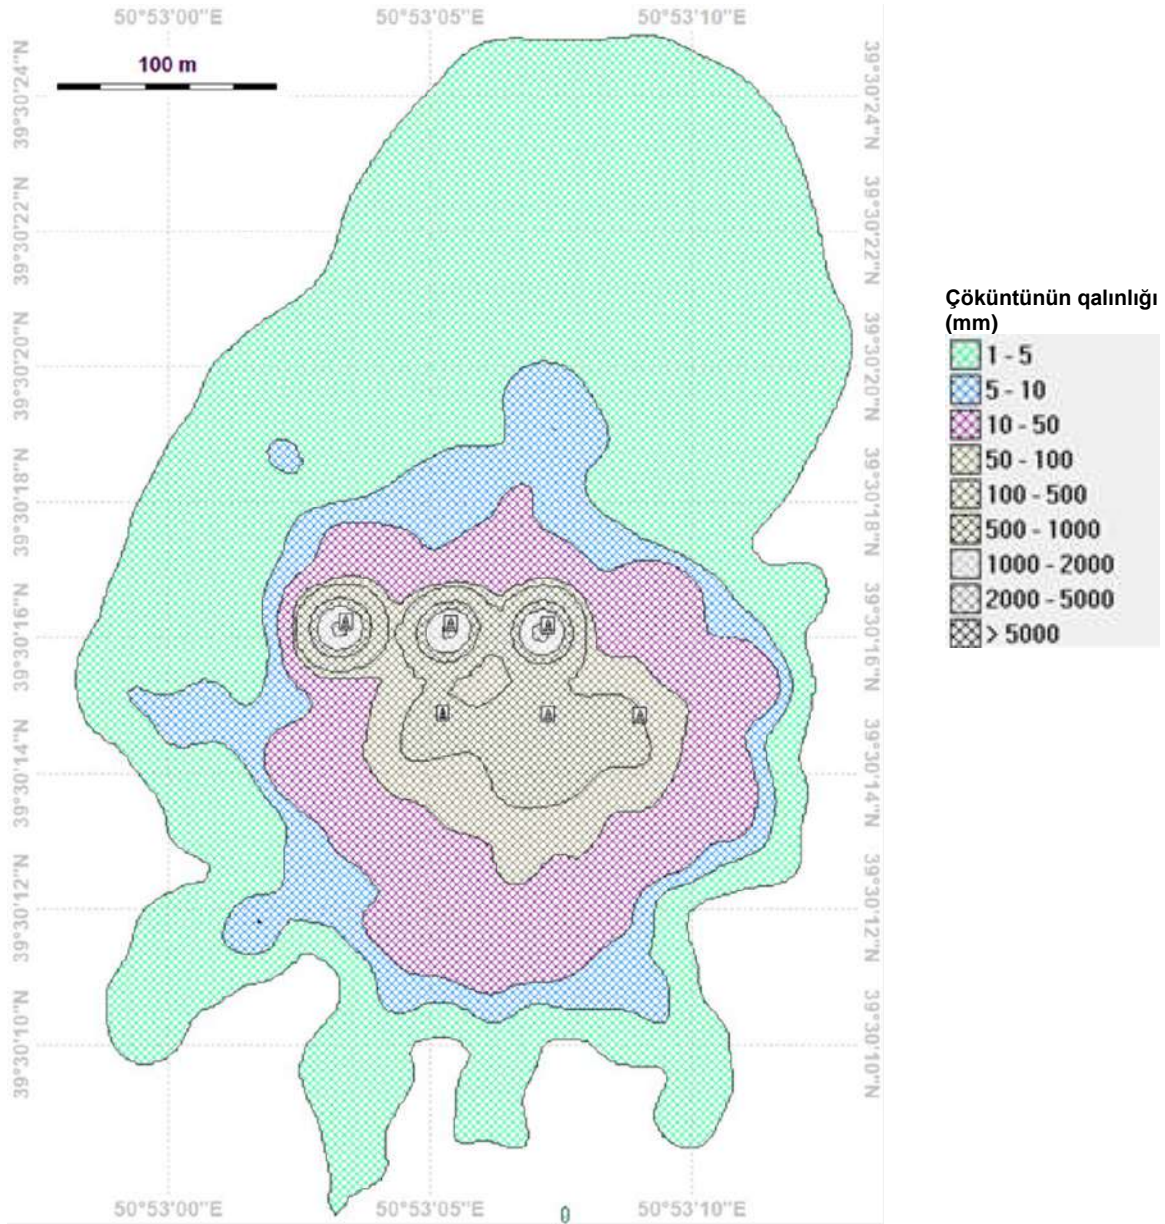 50°53'00"E 50°53'05"E 50°53'10"E
100 m
39°30'24"N
39°30'22"N
39°30'20"N
39°30'18"N
39°30'16"N
39°30'14"N
39°30'12"N
39°30'10"N
39°30'24"N
39°30'22"N
39°30'20"N
39°30'18"N
39°30'16"N
39°30'14"N
39°30'12"N
39°30'10"N
50°53'00"E 50°53'05"E 50°53'10"E
Çöküntünün qalınlığı
(mm)
1 - 5
5 - 10
10 - 50
50 - 100
100 - 500
500 - 1000
1000 - 2000
2000 - 5000
> 5000